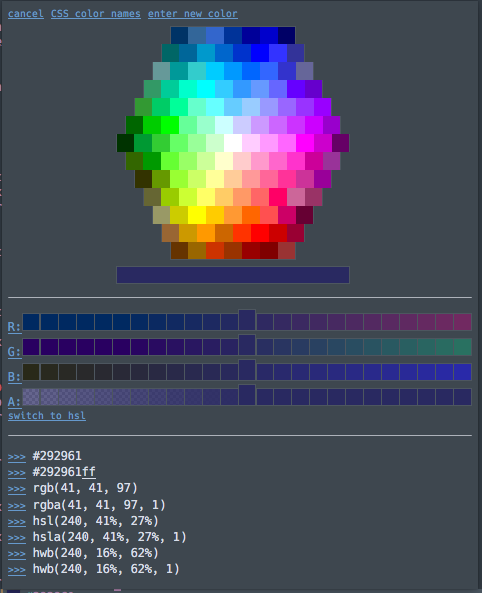 cancel CSS color names enter new color
R:
G:
B:
A:
switch to hsl
>>> #292961
>>> #292961ff
>>> rgb(41, 41, 97)
>>> rgba(41, 41, 97, 1)
>>> hsl(240, 41%, 27%)
>>> hsla(240, 41%, 27%, 1)
>>> hwb(240, 16%, 62%)
>>> hwb(240, 16%, 62%, 1)